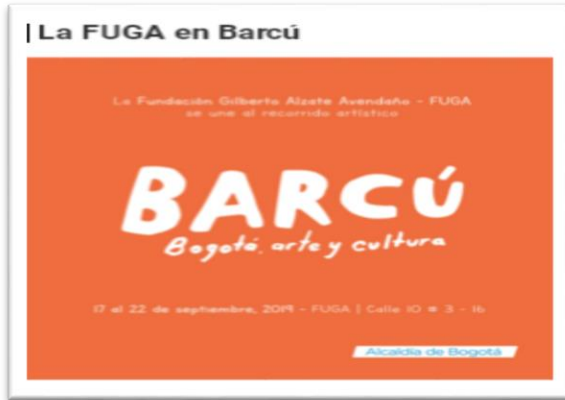 | La FUGA en Barcú
La Fundación Gilberto Alzate Avendaño - FUGA
se une al recorrido artístico
BARCÚ
Bogotá, arte y cultura
17 al 22 de septiembre, 2019 - FUGA | Calle 10 # 3 - 16
Alcaldía de Bogotá